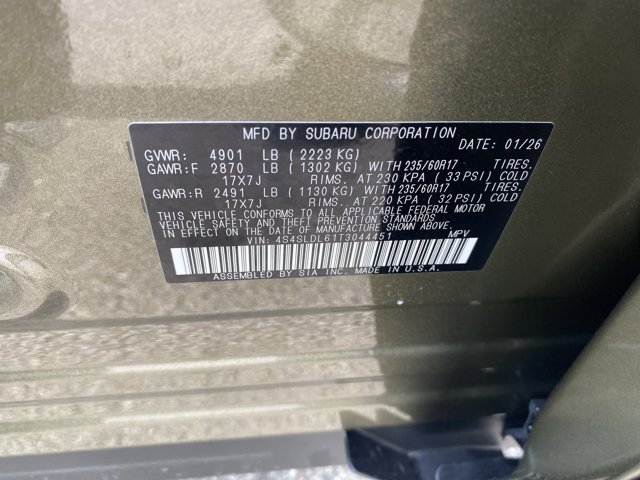 MFD BY SUBARU CORPORATION
DATE: 01/26
GVWR: 4901 LB (2223 KG)
GAWR:F 2870 LB (1302 KG) WITH 235/60R17 TIRES.
17X7J RIMS. AT 230 KPA (33 PSI) COLD
GAWR:R 2491 LB (1130 KG) WITH 235/60R17 TIRES.
17X7J RIMS. AT 220 KPA (32 PSI) COLD
THIS VEHICLE CONFORMS TO ALL APPLICABLE FEDERAL MOTOR
VEHICLE SAFETY AND THEFT PREVENTION STANDARDS IN EFFECT
ON THE DATE OF MANUFACTURE SHOWN ABOVE.
VIN: 4S4SLDL61T3044451 MPV
ASSEMBLED BY SIA INC. MADE IN U.S.A.